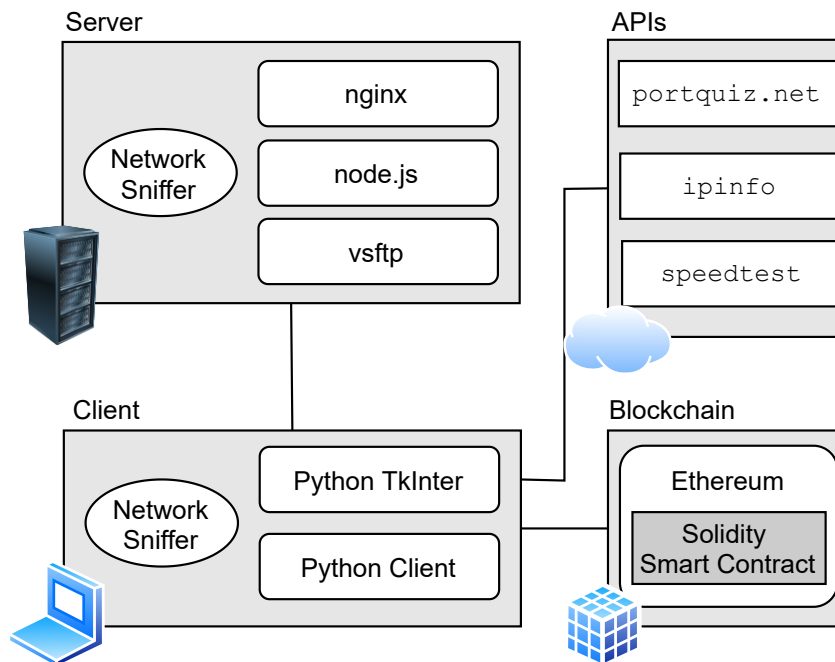 Server
nginx
Network
Sniffer
node.js
vsftp
APIs
portquiz.net
ipinfo
speedtest
Client
Python TkInter
Network
Sniffer
Python Client
Blockchain
Ethereum
Solidity
Smart Contract